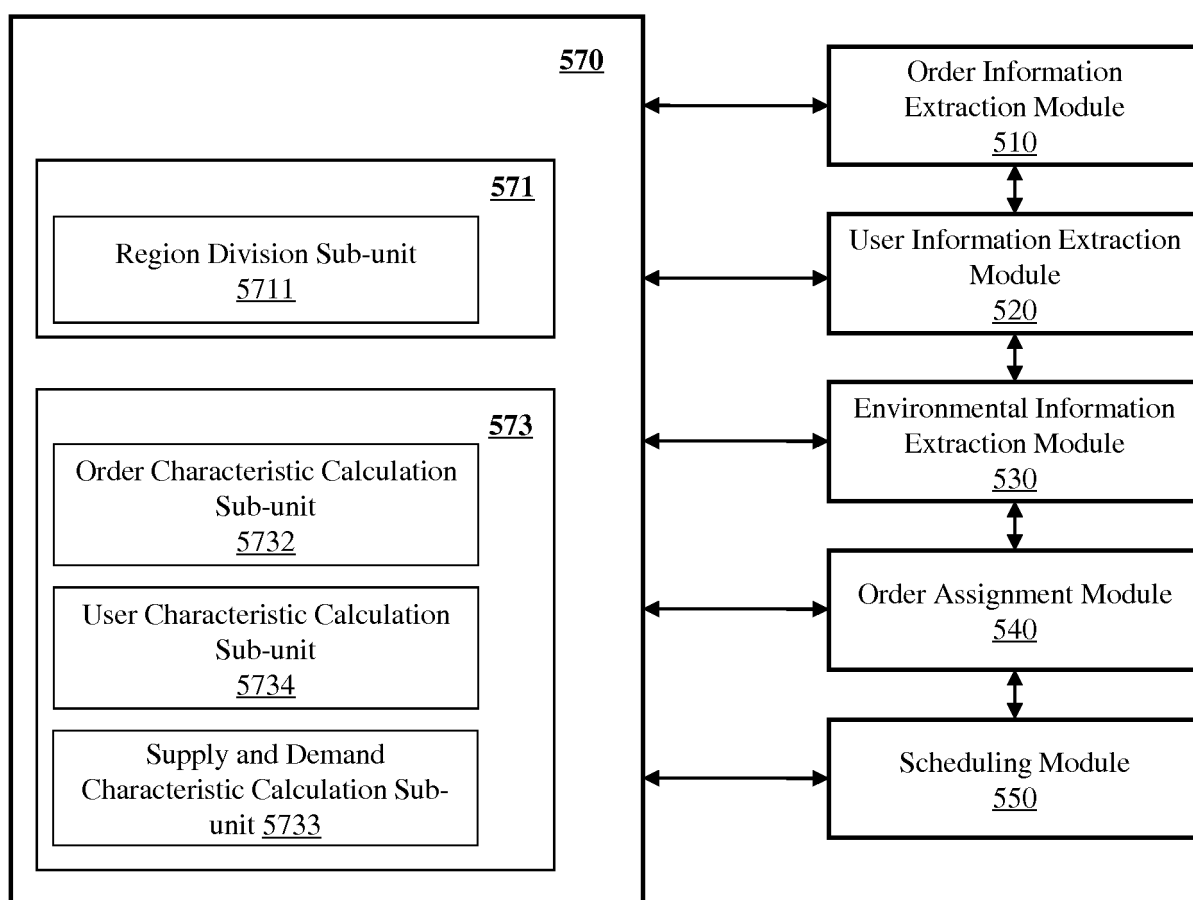 570
571
Region Division Sub-unit
5711
573
Order Characteristic Calculation
Sub-unit
5732
User Characteristic Calculation
Sub-unit
5734
Supply and Demand
Characteristic Calculation Sub-
unit 5733
Order Information
Extraction Module
510
User Information Extraction
Module
520
Environmental Information
Extraction Module
530
Order Assignment Module
540
Scheduling Module
550